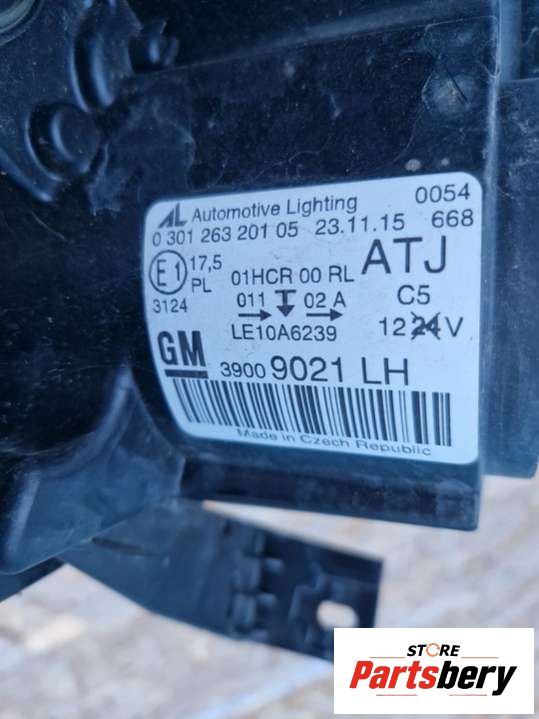 AL Automotive Lighting 0054
0 301 263 201 05 23.11.15 668
E1 17,5 01HCR 00 RL ATJ
PL
3124 011 02 A C5
LE10A6239 12 24 V
GM 3900 9021 LH
Made in Czech Republic
STORE
Partsbery